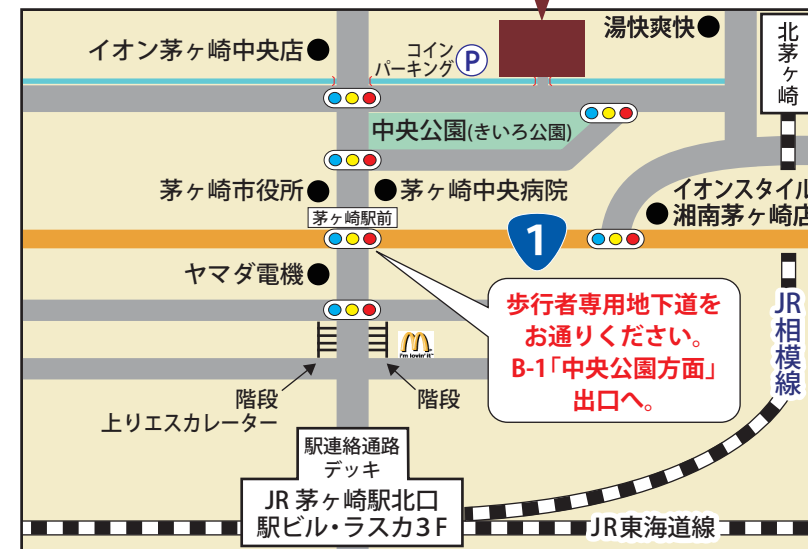 湯快爽快
北茅ヶ崎
イオン茅ヶ崎中央店
コイン
パーキング
P
中央公園(きいろ公園)
茅ヶ崎市役所
茅ヶ崎中央病院
イオンスタイル
湘南茅ヶ崎店
茅ヶ崎駅前
1
ヤマダ電機
歩行者専用地下道を
お通りください。
B-1「中央公園方面」
出口へ。
JR相模線
m
i'm lovin' it
階段
上りエスカレーター
階段
駅連絡通路
デッキ
JR 茅ヶ崎駅北口
駅ビル・ラスカ3F
JR東海道線